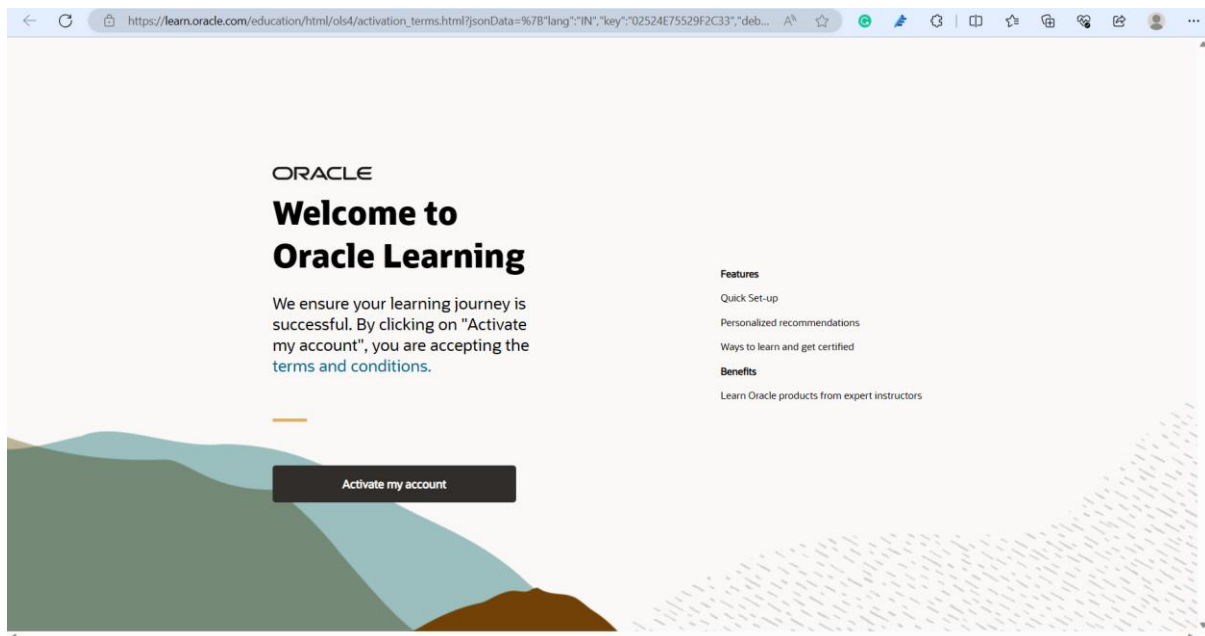 https://learn.oracle.com/education/html/ols4/activation_terms.html?jsonData=%7B"lang":"IN","key":"02524E75529F2C33","deb...
ORACLE
Welcome to
Oracle Learning
We ensure your learning journey is
successful. By clicking on "Activate
my account", you are accepting the
terms and conditions.
Activate my account
Features
Quick Set-up
Personalized recommendations
Ways to learn and get certified
Benefits
Learn Oracle products from expert instructors